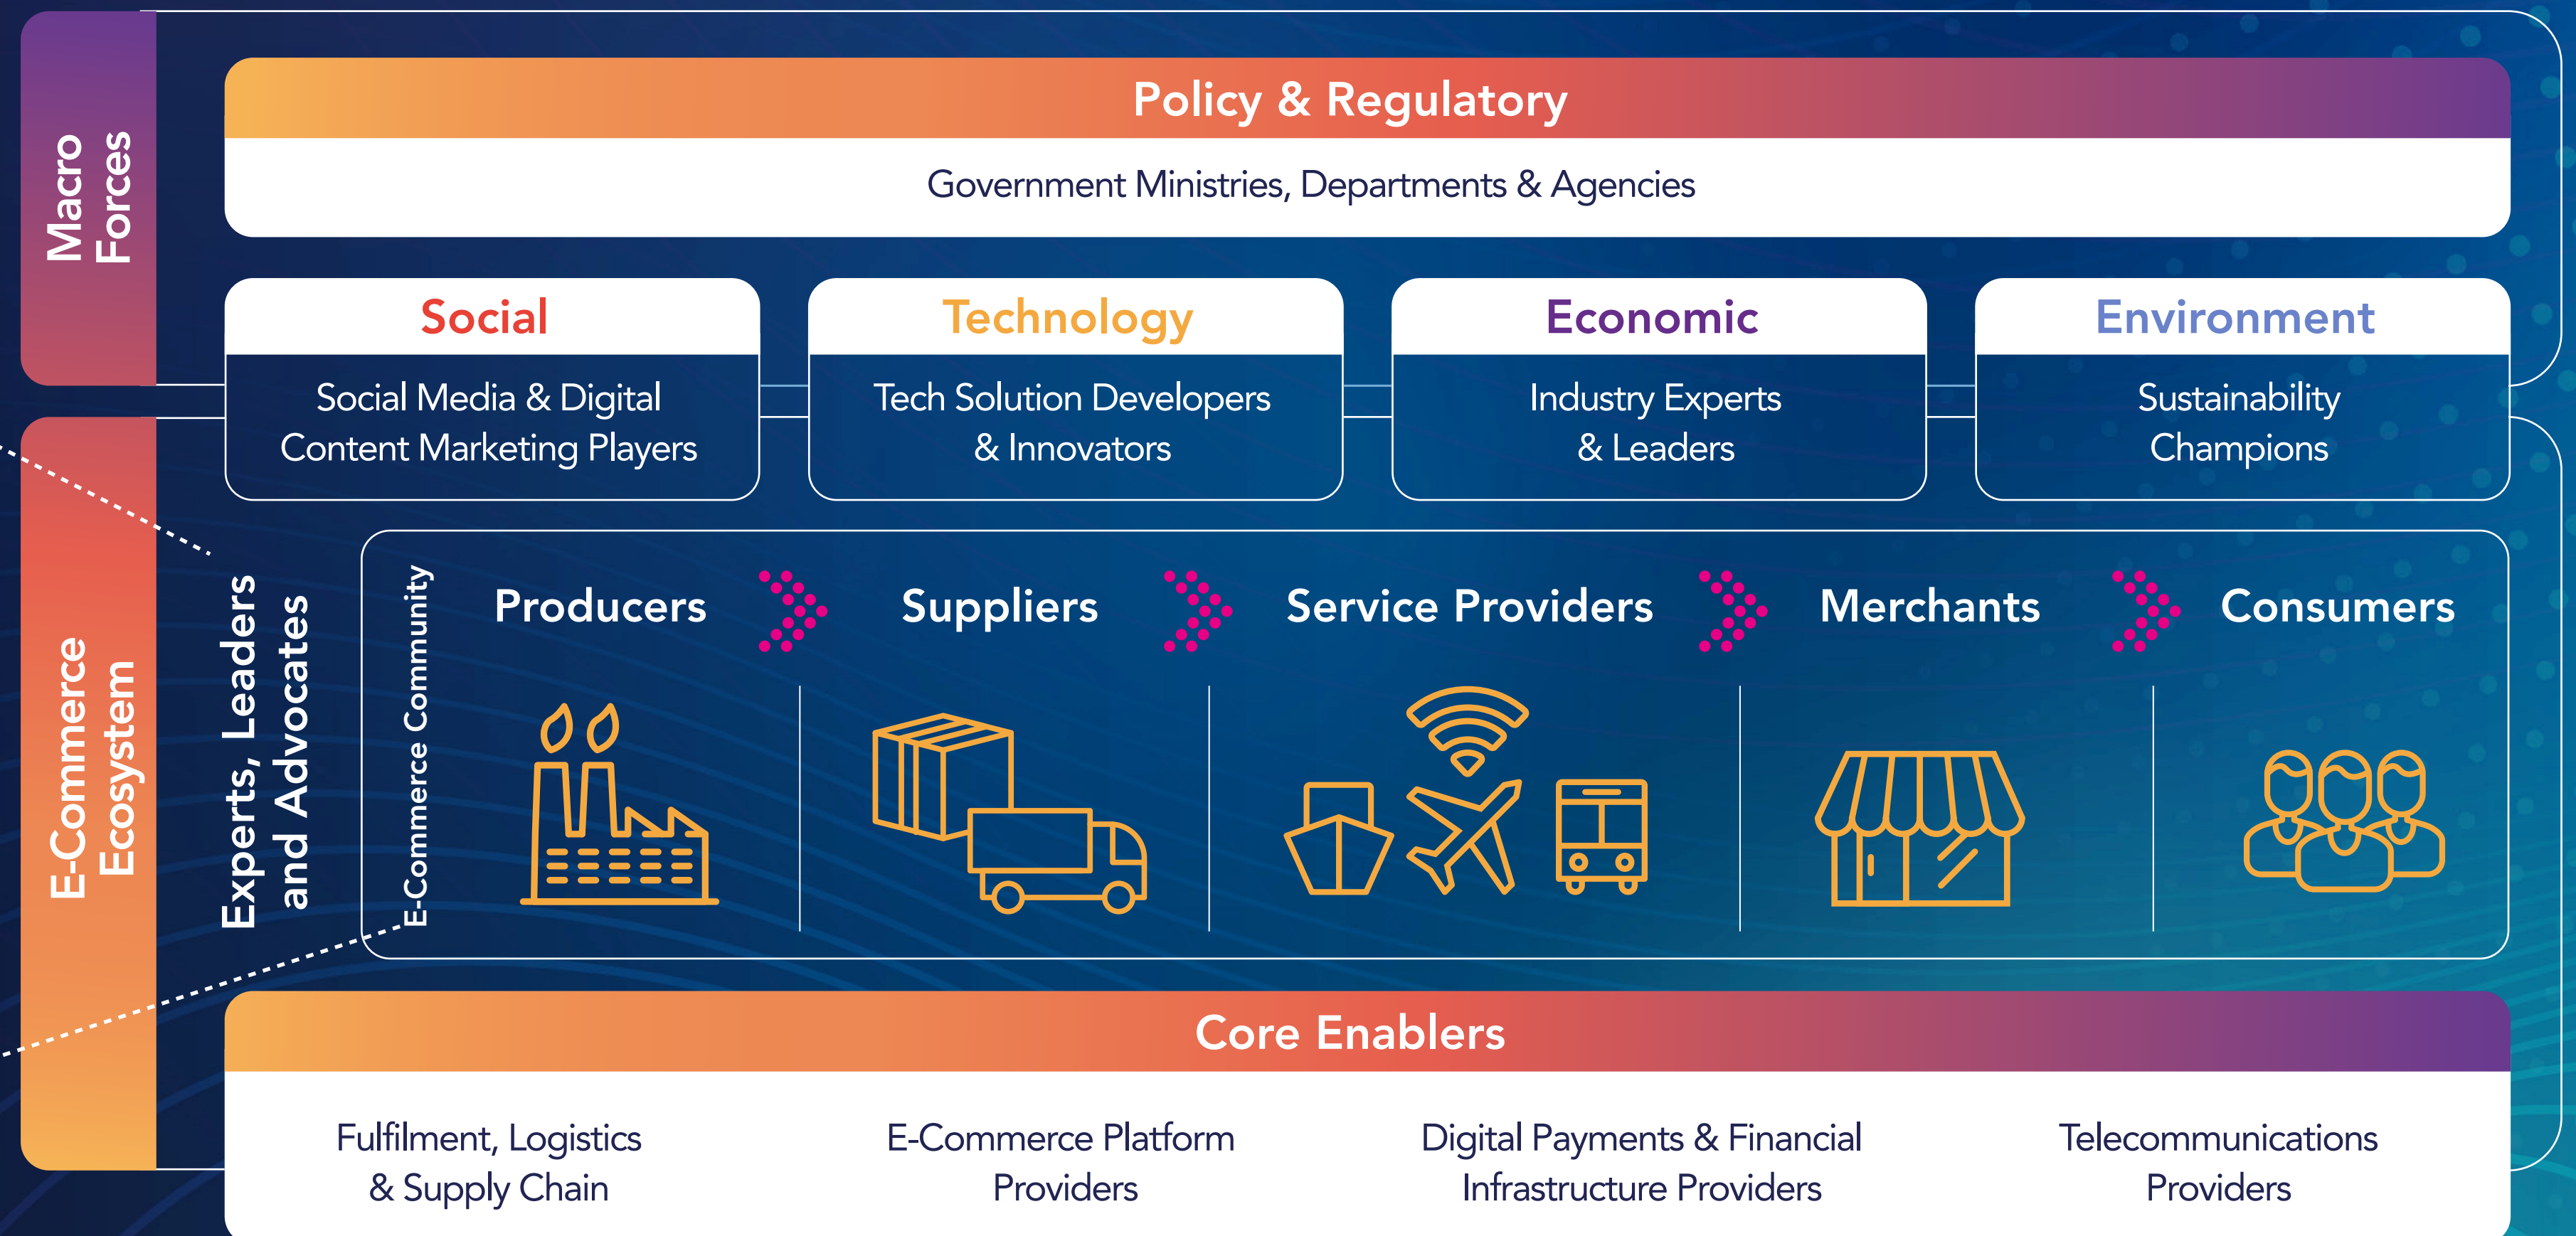 Macro
Forces
Policy & Regulatory
Government Ministries, Departments & Agencies
Social
Social Media & Digital
Content Marketing Players
Technology
Tech Solution Developers
& Innovators
Economic
Industry Experts
& Leaders
Environment
Sustainability
Champions
E-Commerce
Ecosystem
Experts, Leaders
and Advocates
E-Commerce Community
Producers
Suppliers
Service Providers
Merchants
Consumers
Core Enablers
Fulfilment, Logistics
& Supply Chain
E-Commerce Platform
Providers
Digital Payments & Financial
Infrastructure Providers
Telecommunications
Providers